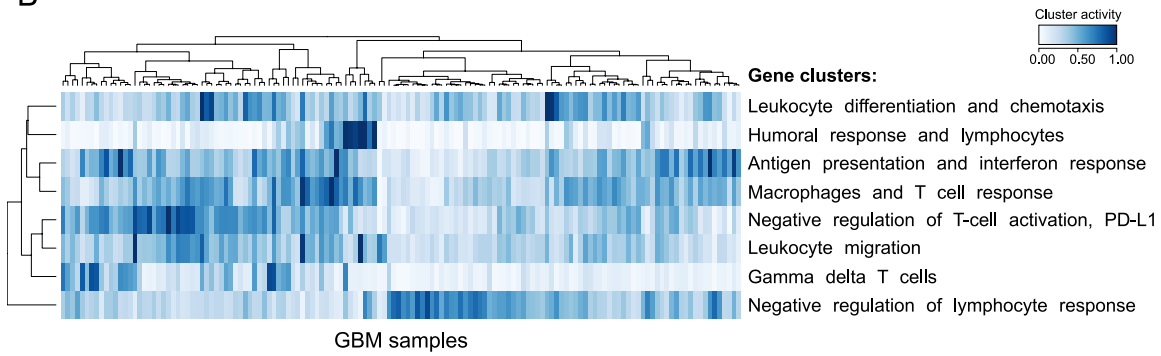 Cluster activity
0.00 0.50 1.00
Gene clusters:
Leukocyte differentiation and chemotaxis
Humoral response and lymphocytes
Antigen presentation and interferon response
Macrophages and T cell response
Negative regulation of T-cell activation, PD-L1
Leukocyte migration
Gamma delta T cells
Negative regulation of lymphocyte response
GBM samples